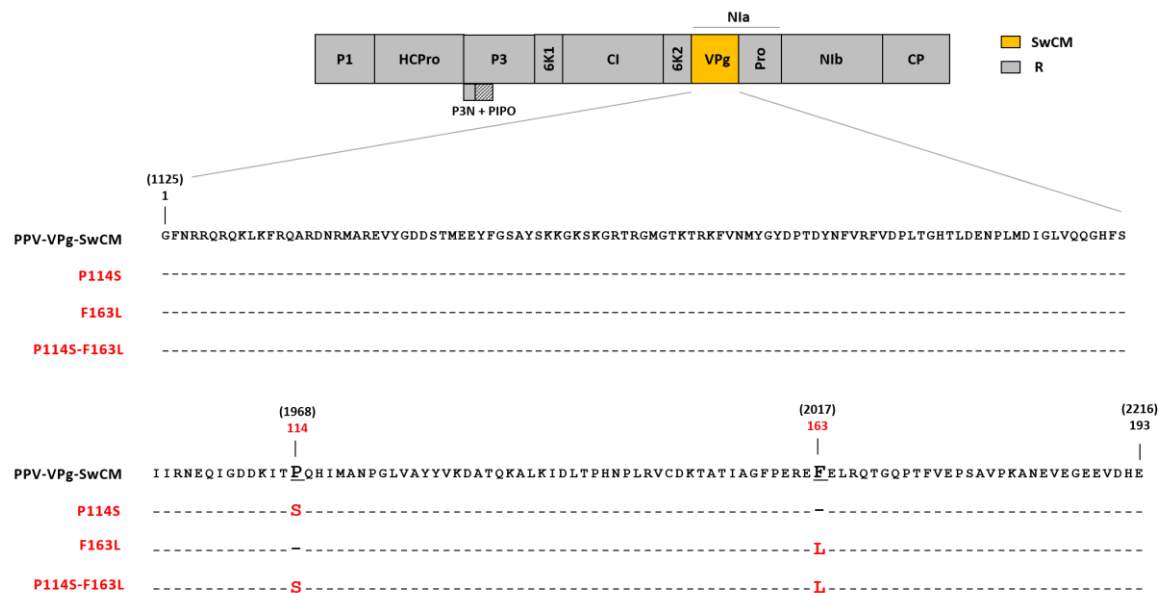 NIa
P1 HCPro P3 6K1 CI 6K2 VPg Pro NIb CP
SwCM
R
P3N + PIPO
(1125)
1
PPV-VPg-SwCM GFNRRQRQKLKFRQARDNRMAREVYGDDSTMEEYFGSAYSKKGKSKGRTRGMGTKTRKFVNMYGYDPTDYNFVRFVDPLTGHTLDENPLMDIGLVQQGHFS
P114S ----------------------------------------------------------------------------------------------------
F163L ----------------------------------------------------------------------------------------------------
P114S-F163L ----------------------------------------------------------------------------------------------------
(1968) (2017) (2216)
114 163 193
PPV-VPg-SwCM IIRNEQIGDDKITPQHIMANPGLVAYYVKDATQKALKIDLTPHNPLRVCDKTATIAGFPEREFELRQTGQPTFVEPSAVPKANEVEGEEVDHE
P114S -------------S------------------------------------------------------------------------------
F163L --------------------------------------------------------------L-----------------------------
P114S-F163L -------------S------------------------------------------------L-----------------------------